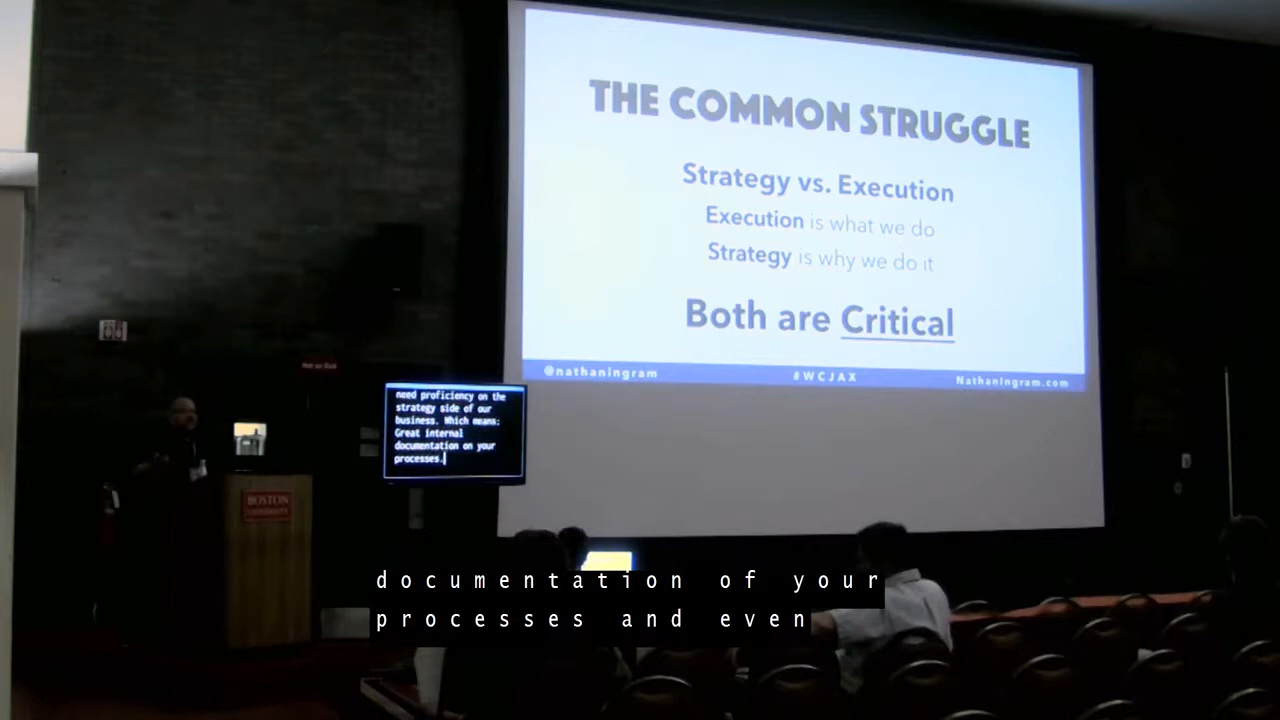 THE COMMON STRUGGLE
Strategy vs. Execution
Execution is what we do
Strategy is why we do it
Both are Critical
@nathaningram
#WCJAX
NathanIngram.com
need proficiency on the
strategy side of our
business. Which means:
Great internal
documentation on your
processes.
BOSTON
UNIVERSITY
documentation of your
processes and even